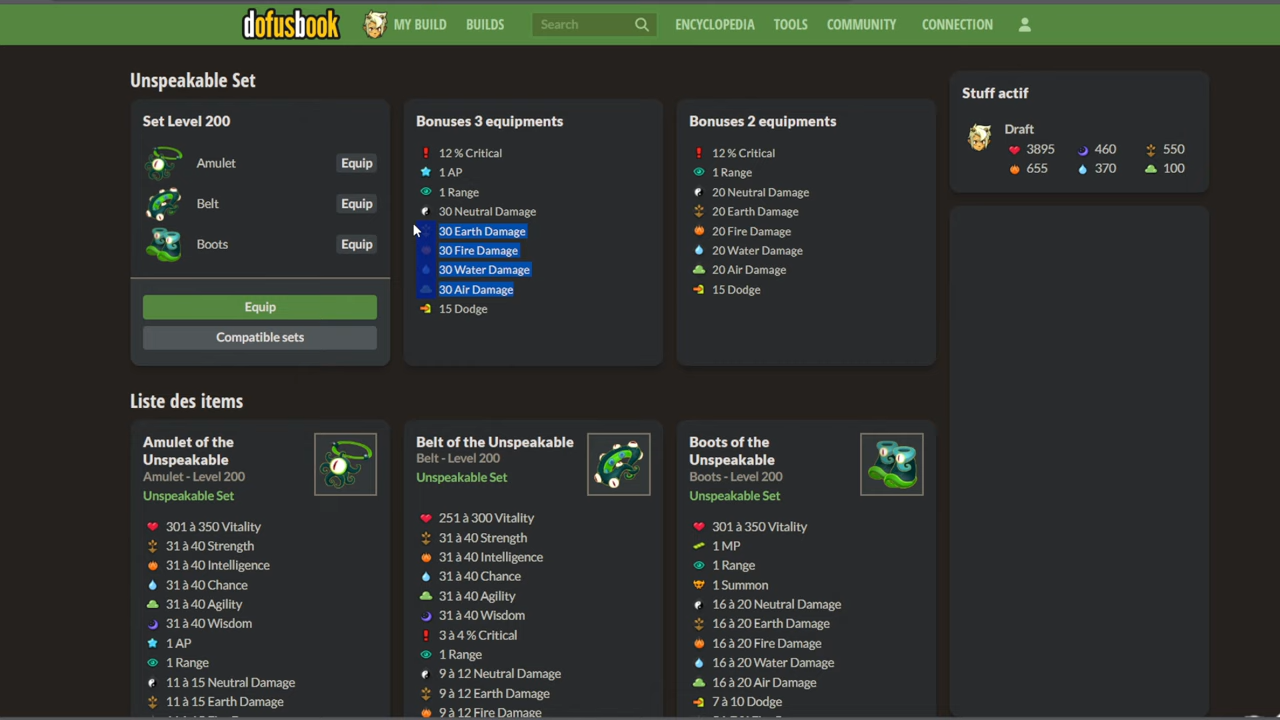 dofusbook MY BUILD BUILDS Search ENCYCLOPEDIA TOOLS COMMUNITY CONNECTION
Unspeakable Set
Set Level 200
Amulet Equip
Belt Equip
Boots Equip
Equip
Compatible sets
Bonuses 3 equipments
12 % Critical
1 AP
1 Range
30 Neutral Damage
30 Earth Damage
30 Fire Damage
30 Water Damage
30 Air Damage
15 Dodge
Bonuses 2 equipments
12 % Critical
1 Range
20 Neutral Damage
20 Earth Damage
20 Fire Damage
20 Water Damage
20 Air Damage
15 Dodge
Stuff actif
Draft
3895 460 550
655 370 100
Liste des items
Amulet of the
Unspeakable
Amulet - Level 200
Unspeakable Set
301 à 350 Vitality
31 à 40 Strength
31 à 40 Intelligence
31 à 40 Chance
31 à 40 Agility
31 à 40 Wisdom
1 AP
1 Range
11 à 15 Neutral Damage
11 à 15 Earth Damage
Belt of the Unspeakable
Belt - Level 200
Unspeakable Set
251 à 300 Vitality
31 à 40 Strength
31 à 40 Intelligence
31 à 40 Chance
31 à 40 Agility
31 à 40 Wisdom
3 à 4 % Critical
1 Range
9 à 12 Neutral Damage
9 à 12 Earth Damage
9 à 12 Fire Damage
Boots of the
Unspeakable
Boots - Level 200
Unspeakable Set
301 à 350 Vitality
1 MP
1 Range
1 Summon
16 à 20 Neutral Damage
16 à 20 Earth Damage
16 à 20 Fire Damage
16 à 20 Water Damage
16 à 20 Air Damage
7 à 10 Dodge